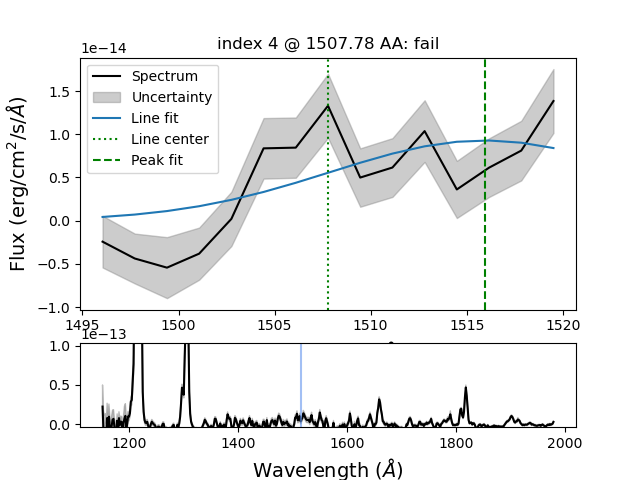 index 4 @ 1507.78 AA: fail
1e−14
Spectrum
Uncertainty
Line fit
Line center
Peak fit
Flux (erg/cm²/s/Å)
1.5
1.0
0.5
0.0
−0.5
−1.0
1495 1500 1505 1510 1515 1520
1e−13
1.0
0.5
0.0
1200 1400 1600 1800 2000
Wavelength (Å)